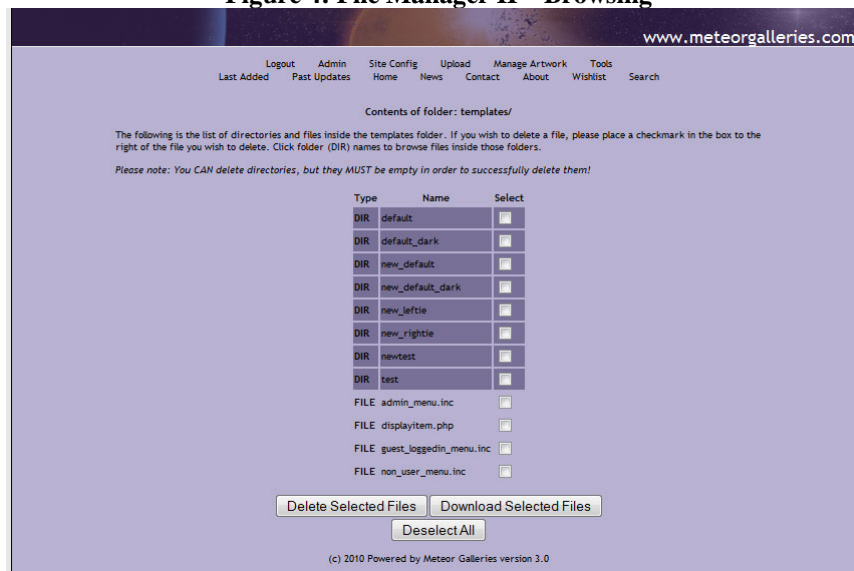 Figure 4: File Manager II – Browsing
www.meteorgalleries.com
Logout Admin Site Config Upload Manage Artwork Tools
Last Added Past Updates Home News Contact About Wishlist Search
Contents of folder: templates/
The following is the list of directories and files inside the templates folder. If you wish to delete a file, please place a checkmark in the box to the
right of the file you wish to delete. Click folder (DIR) names to browse files inside those folders.
Please note: You CAN delete directories, but they MUST be empty in order to successfully delete them!
Type Name Select
DIR default
DIR default_dark
DIR new_default
DIR new_default_dark
DIR new_leftie
DIR new_rightie
DIR newtest
DIR test
FILE admin_menu.inc
FILE displayitem.php
FILE guest_loggedin_menu.inc
FILE non_user_menu.inc
Delete Selected Files Download Selected Files
Deselect All
(c) 2010 Powered by Meteor Galleries version 3.0